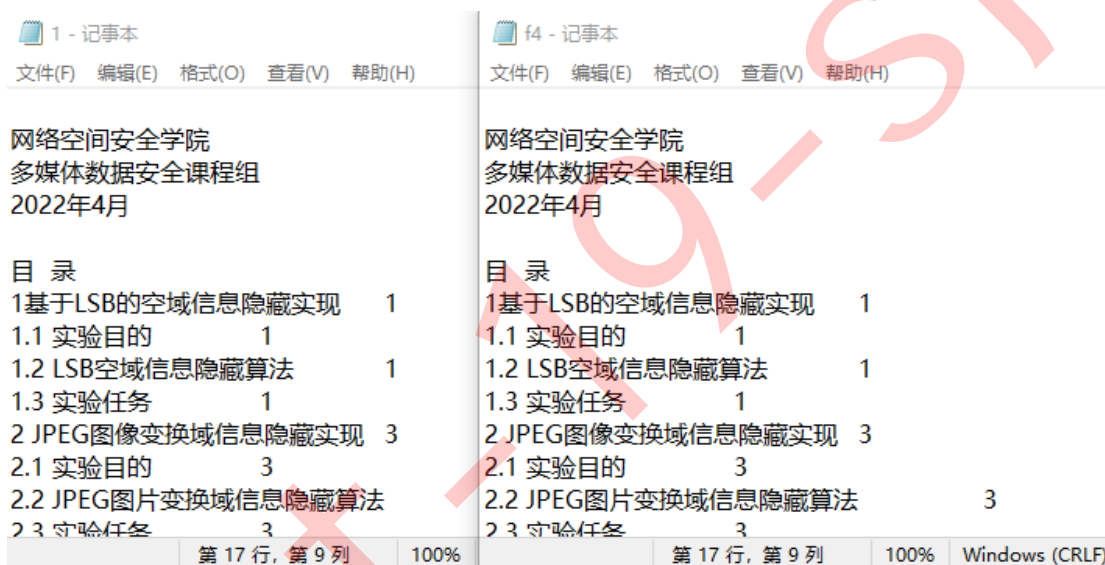 1 - 记事本
文件(F) 编辑(E) 格式(O) 查看(V) 帮助(H)
网络空间安全学院
多媒体数据安全课程组
2022年4月
目 录
1基于LSB的空域信息隐藏实现 1
1.1 实验目的 1
1.2 LSB空域信息隐藏算法 1
1.3 实验任务 1
2 JPEG图像变换域信息隐藏实现 3
2.1 实验目的 3
2.2 JPEG图片变换域信息隐藏算法
2.3 实验任务 3
第 17 行，第 9 列 100%
f4 - 记事本
文件(F) 编辑(E) 格式(O) 查看(V) 帮助(H)
网络空间安全学院
多媒体数据安全课程组
2022年4月
目 录
1基于LSB的空域信息隐藏实现 1
1.1 实验目的 1
1.2 LSB空域信息隐藏算法 1
1.3 实验任务 1
2 JPEG图像变换域信息隐藏实现 3
2.1 实验目的 3
2.2 JPEG图片变换域信息隐藏算法 3
2.3 实验任务 3
第 17 行，第 9 列 100% Windows (CRLF)